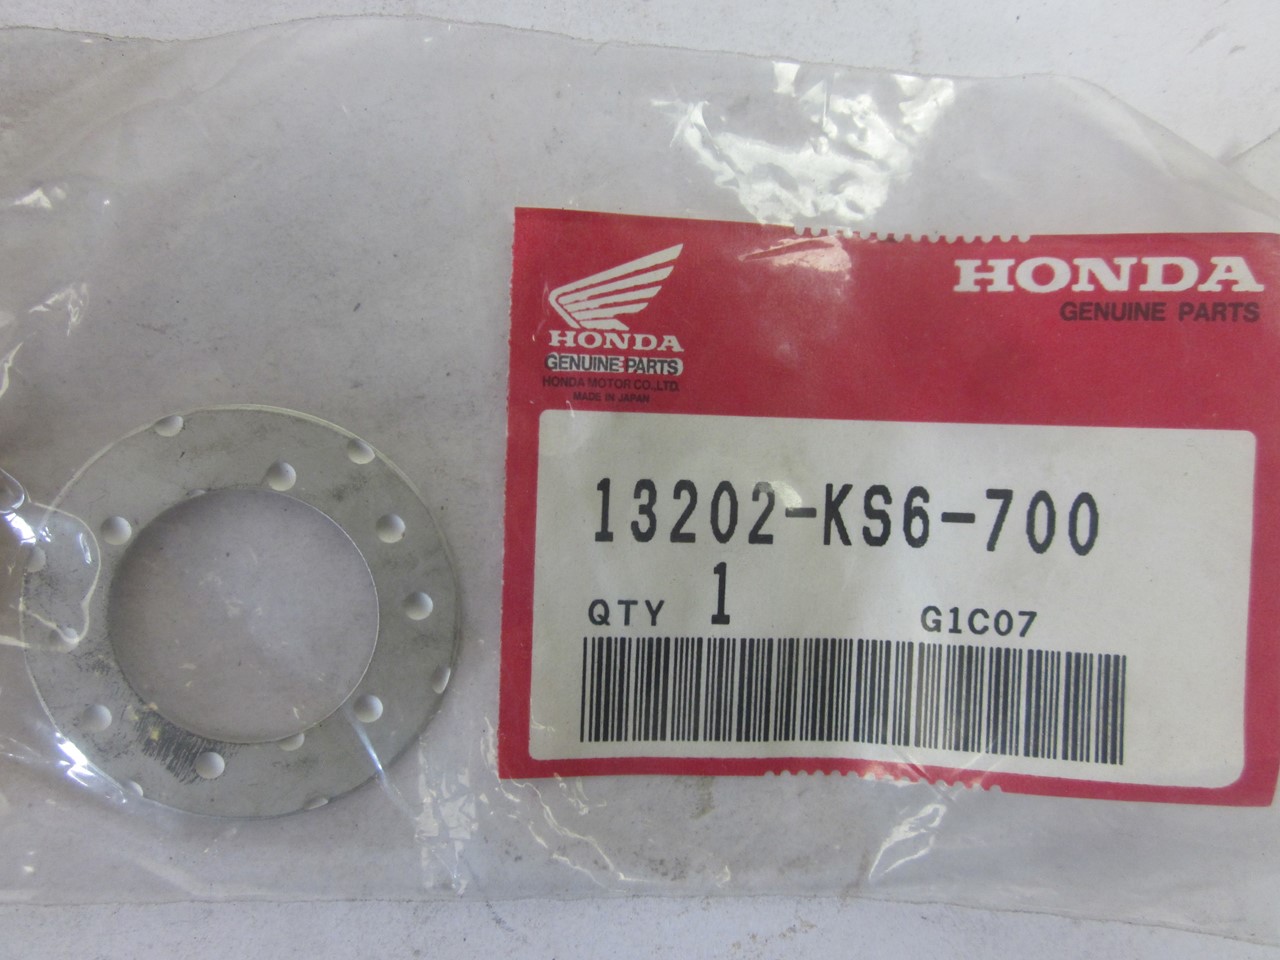 HONDA
GENUINE PARTS
HONDA
GENUINE PARTS
HONDA MOTOR CO.,LTD.
MADE IN JAPAN
13202-KS6-700
QTY 1 G1C07